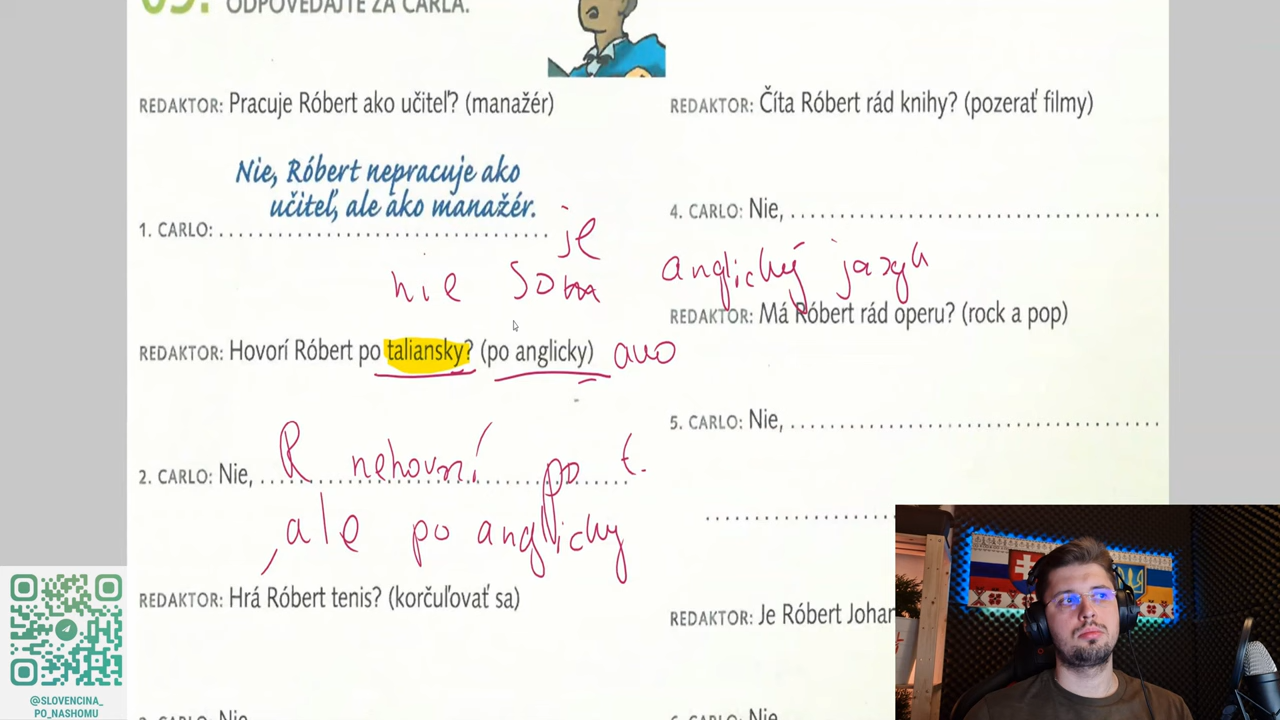 05. ODPOVEDAJTE ZA CARLA.
REDAKTOR: Pracuje Róbert ako učiteľ? (manažér)
Nie, Róbert nepracuje ako
učiteľ, ale ako manažér.
1. CARLO:
je
nie som
REDAKTOR: Hovorí Róbert po taliansky? (po anglicky) ano
2. CARLO: Nie, R nehovorí po t.
, ale po anglicky
REDAKTOR: Hrá Róbert tenis? (korčuľovať sa)
Nie
REDAKTOR: Číta Róbert rád knihy? (pozerať filmy)
4. CARLO: Nie,
anglický jazyk
REDAKTOR: Má Róbert rád operu? (rock a pop)
5. CARLO: Nie,
REDAKTOR: Je Róbert Johan
Nie
@SLOVENCINA_
PO_NASHOMU